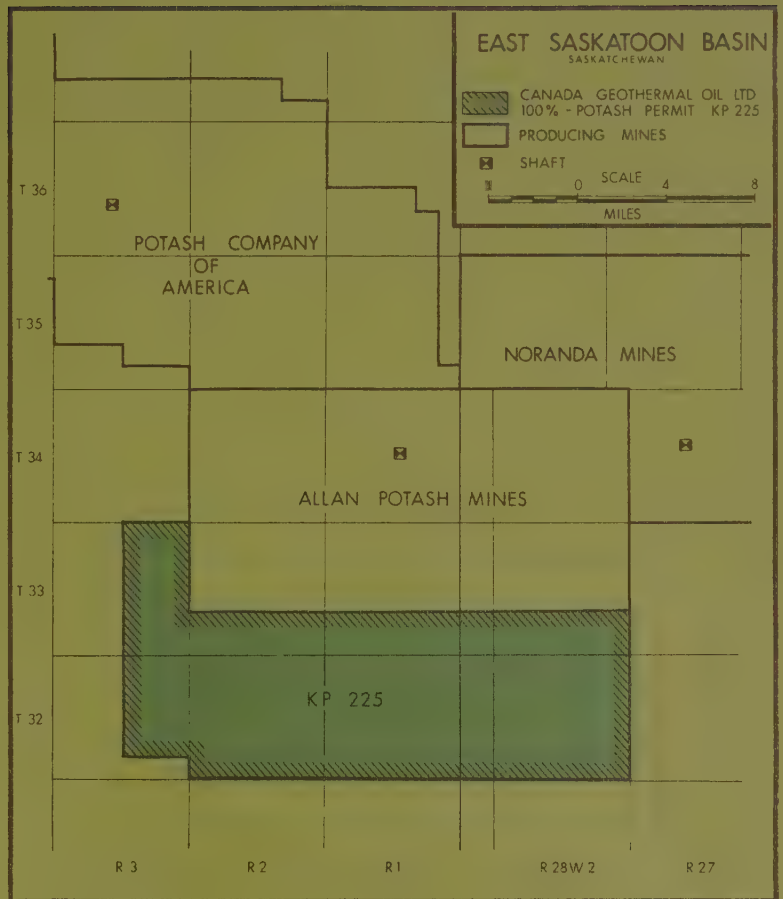 EAST SASKATOON BASIN
SASKATCHEWAN
CANADA GEOTHERMAL OIL LTD
100% - POTASH PERMIT KP 225
PRODUCING MINES
SHAFT
SCALE
0 4 8
MILES
T 36
POTASH COMPANY
OF
AMERICA
T 35
NORANDA MINES
T 34
ALLAN POTASH MINES
T 33
KP 225
T 32
R 3 R 2 R 1 R 28W 2 R 27